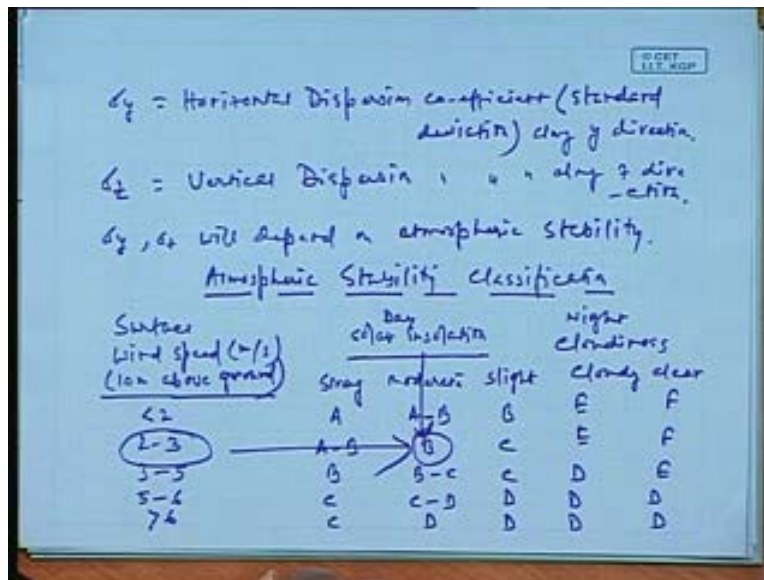 © CET
I.I.T. KGP
σy = Horizontal Dispersion co-efficient (standard
deviation) along y direction.
σz = Vertical Dispersion " " " along z dire
-ction.
σy, σz will depend on atmospheric stability.
Atmospheric Stability Classification
Surface Day Night
wind speed (m/s) solar insolation Cloudiness
(10m above ground) strong moderate slight Cloudy clear
<2 A A-B B E F
2-3 A-B B C E F
3-5 B B-C C D E
5-6 C C-D D D D
>6 C D D D D